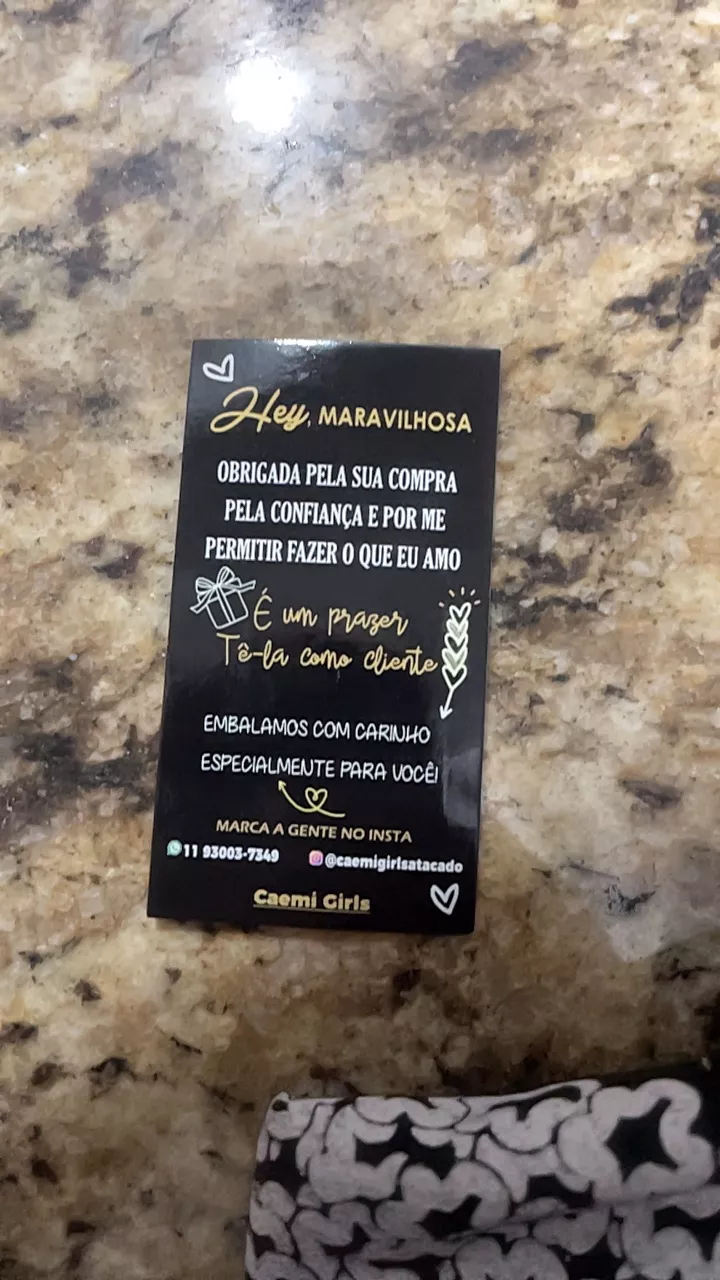 Hey, MARAVILHOSA
OBRIGADA PELA SUA COMPRA
PELA CONFIANÇA E POR ME
PERMITIR FAZER O QUE EU AMO
É um prazer
Tê-la como cliente
EMBALAMOS COM CARINHO
ESPECIALMENTE PARA VOCÊ!
MARCA A GENTE NO INSTA
11 93003-7349 @caemigirlsatacado
Caemi Girls